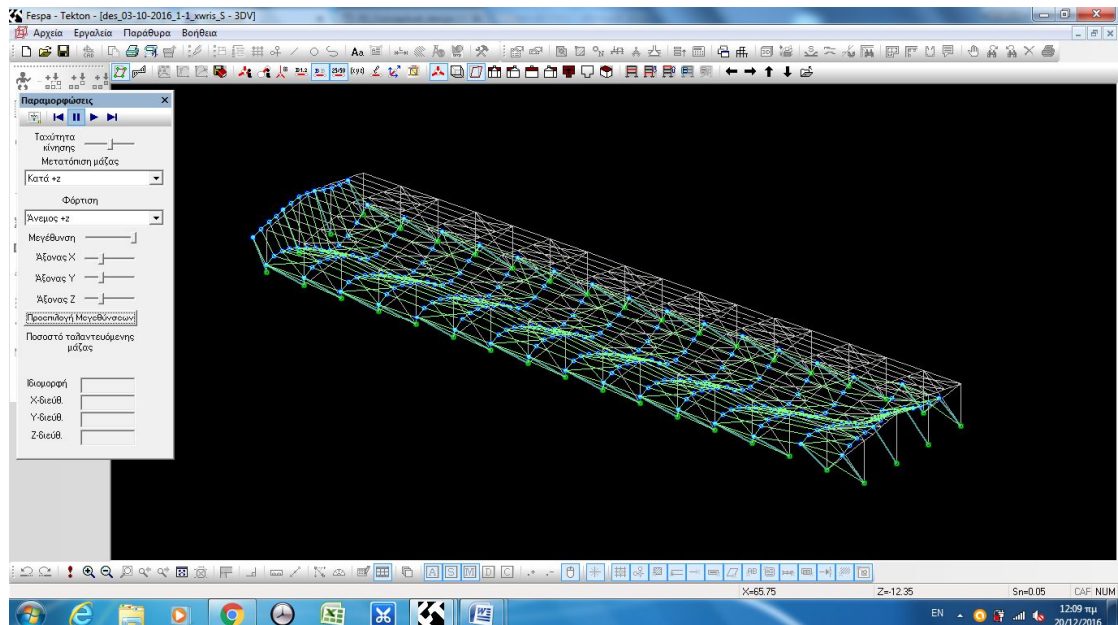 Fespa - Tekton - [des_03-10-2016_1-1_xwris_S - 3DV]
Αρχεία Εργαλεία Παράθυρα Βοήθεια
Παραμορφώσεις
Ταχύτητα
κίνησης
Μετατόπιση μάζας
Κατά +z
Φόρτιση
Άνεμος +z
Μεγέθυνση
Άξονας X
Άξονας Y
Άξονας Z
Προεπιλογή Μεγεθύνσεων
Ποσοστό ταλαντευόμενης
μάζας
Ιδιομορφή
X-διεύθ.
Y-διεύθ.
Z-διεύθ.
A S M D C
X=65.75 Z=-12.35 Sn=0.05 CAF NUM
EN 12:09 πμ
20/12/2016